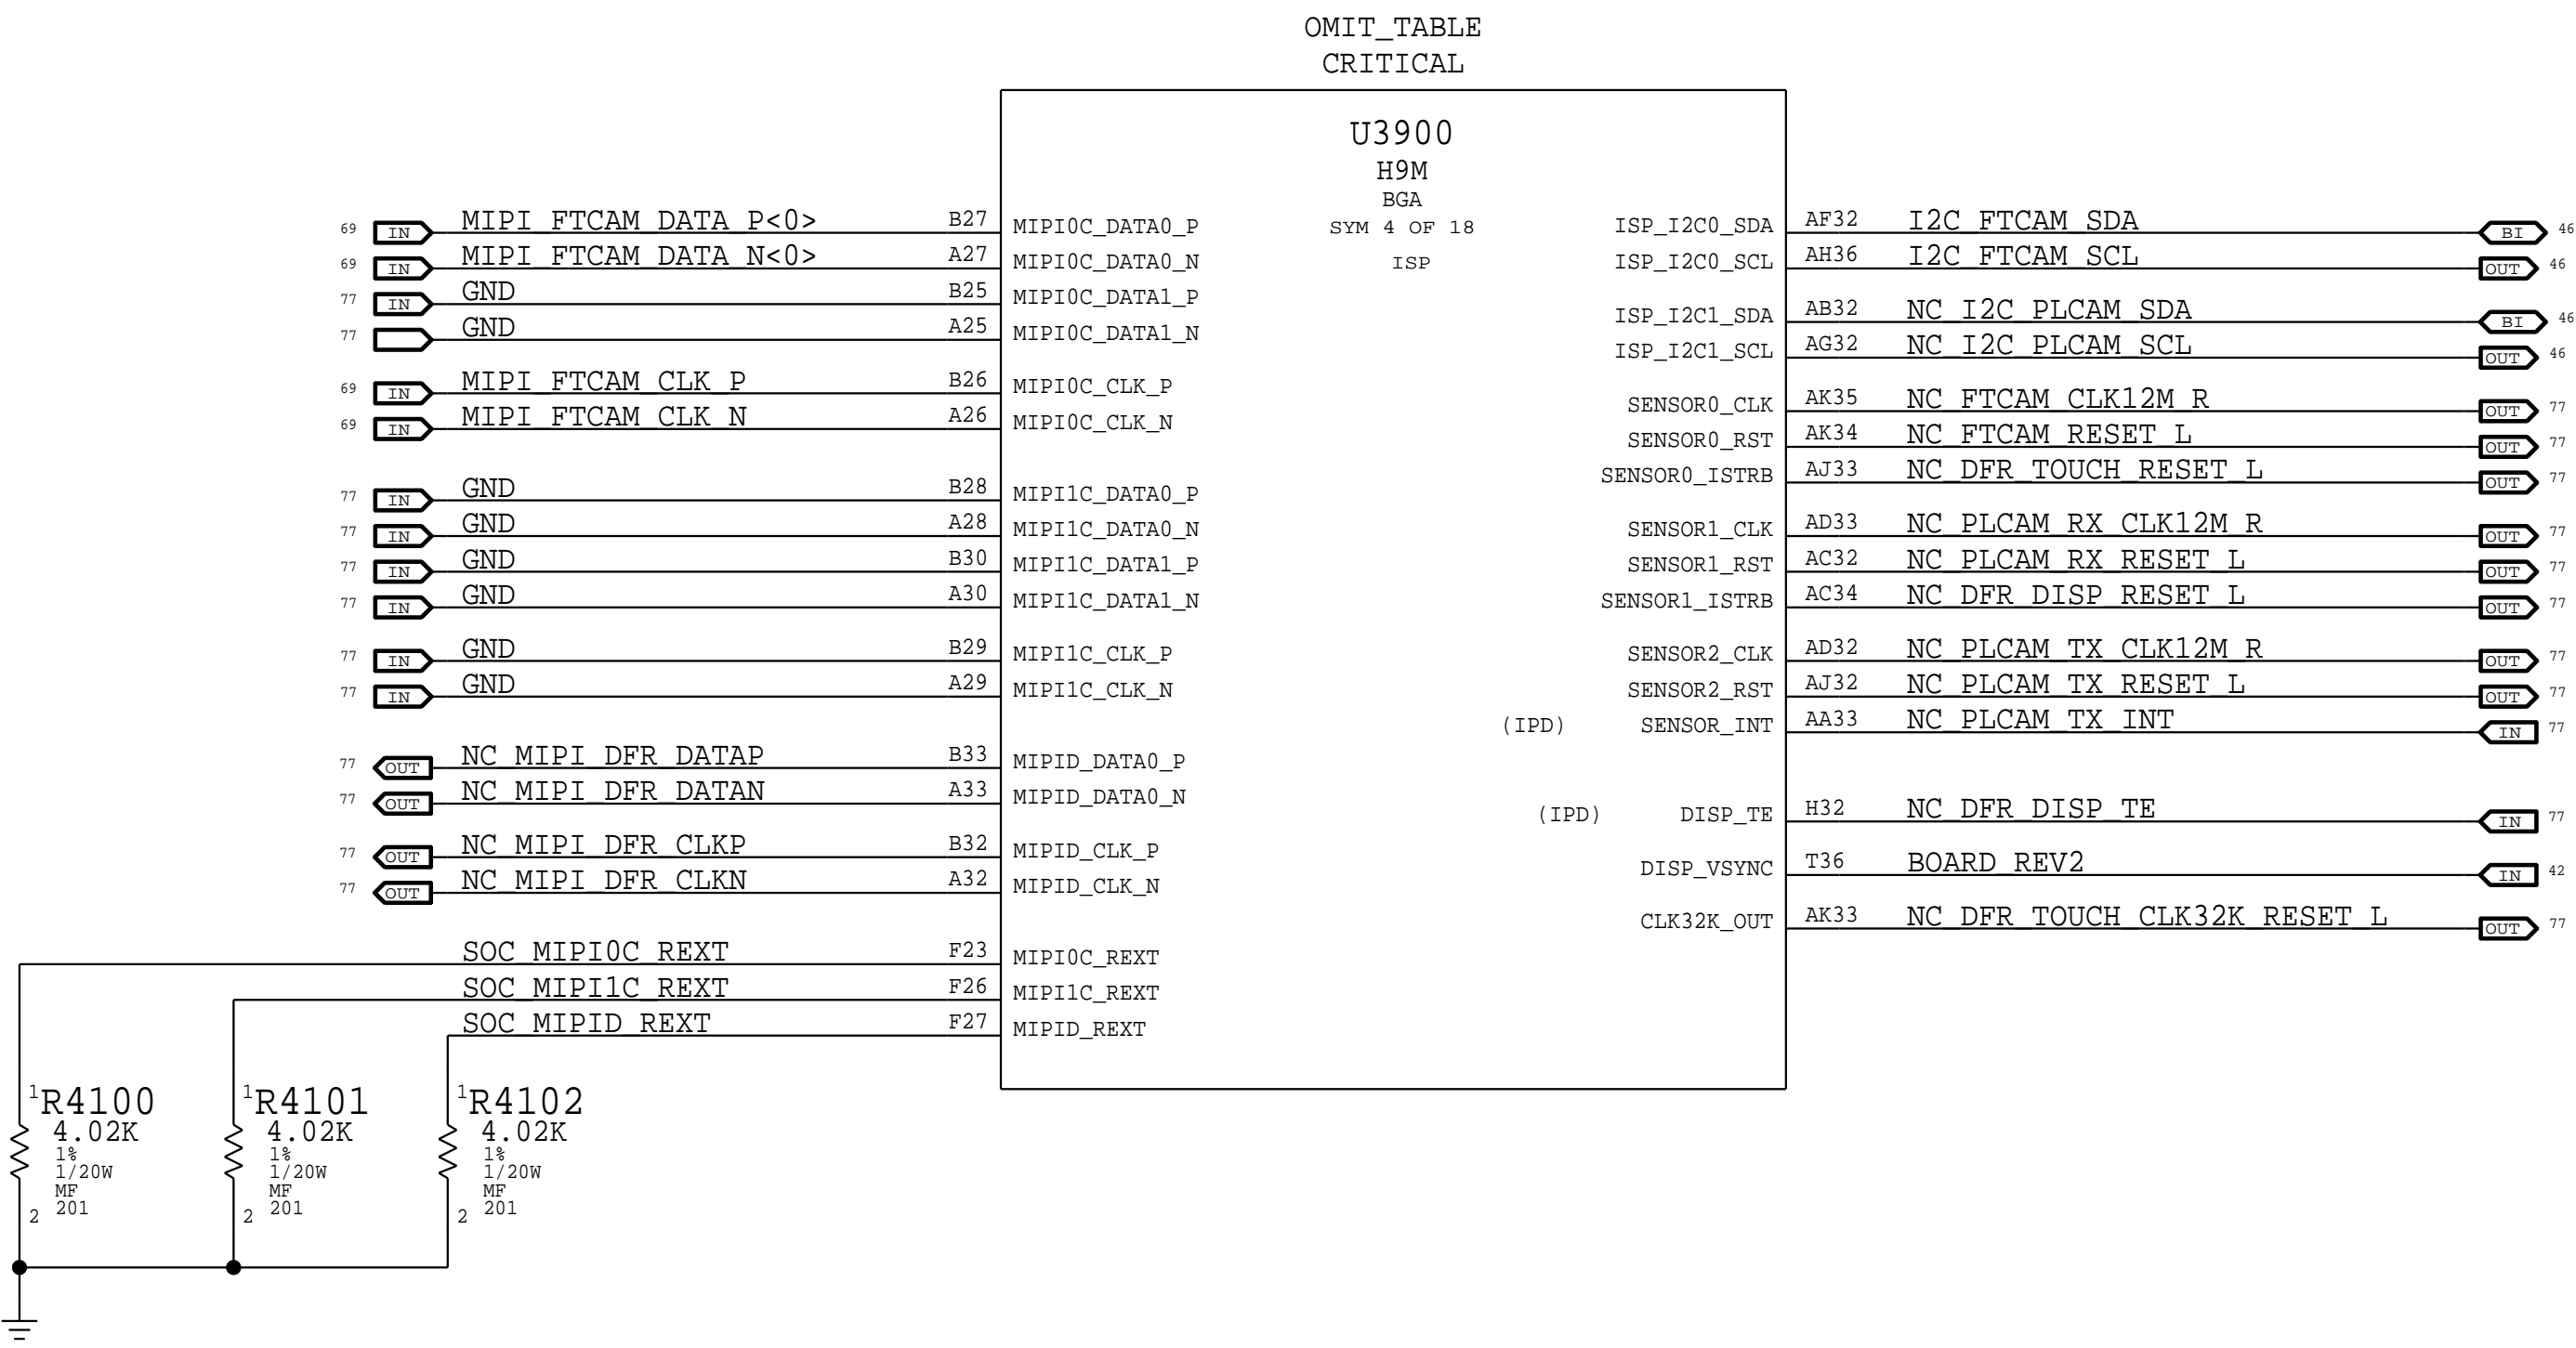 OMIT_TABLE
CRITICAL
U3900
H9M
BGA
SYM 4 OF 18
ISP
69 IN MIPI_FTCAM_DATA_P<0> B27 MIPI0C_DATA0_P
69 IN MIPI_FTCAM_DATA_N<0> A27 MIPI0C_DATA0_N
77 IN GND B25 MIPI0C_DATA1_P
77 GND A25 MIPI0C_DATA1_N
69 IN MIPI_FTCAM_CLK_P B26 MIPI0C_CLK_P
69 IN MIPI_FTCAM_CLK_N A26 MIPI0C_CLK_N
77 IN GND B28 MIPI1C_DATA0_P
77 IN GND A28 MIPI1C_DATA0_N
77 IN GND B30 MIPI1C_DATA1_P
77 IN GND A30 MIPI1C_DATA1_N
77 IN GND B29 MIPI1C_CLK_P
77 IN GND A29 MIPI1C_CLK_N
77 OUT NC_MIPI_DFR_DATAP B33 MIPID_DATA0_P
77 OUT NC_MIPI_DFR_DATAN A33 MIPID_DATA0_N
77 OUT NC_MIPI_DFR_CLKP B32 MIPID_CLK_P
77 OUT NC_MIPI_DFR_CLKN A32 MIPID_CLK_N
SOC_MIPI0C_REXT F23 MIPI0C_REXT
SOC_MIPI1C_REXT F26 MIPI1C_REXT
SOC_MIPID_REXT F27 MIPID_REXT
ISP_I2C0_SDA AF32 I2C_FTCAM_SDA BI 46
ISP_I2C0_SCL AH36 I2C_FTCAM_SCL OUT 46
ISP_I2C1_SDA AB32 NC_I2C_PLCAM_SDA BI 46
ISP_I2C1_SCL AG32 NC_I2C_PLCAM_SCL OUT 46
SENSOR0_CLK AK35 NC_FTCAM_CLK12M_R OUT 77
SENSOR0_RST AK34 NC_FTCAM_RESET_L OUT 77
SENSOR0_ISTRB AJ33 NC_DFR_TOUCH_RESET_L OUT 77
SENSOR1_CLK AD33 NC_PLCAM_RX_CLK12M_R OUT 77
SENSOR1_RST AC32 NC_PLCAM_RX_RESET_L OUT 77
SENSOR1_ISTRB AC34 NC_DFR_DISP_RESET_L OUT 77
SENSOR2_CLK AD32 NC_PLCAM_TX_CLK12M_R OUT 77
SENSOR2_RST AJ32 NC_PLCAM_TX_RESET_L OUT 77
(IPD) SENSOR_INT AA33 NC_PLCAM_TX_INT IN 77
(IPD) DISP_TE H32 NC_DFR_DISP_TE IN 77
DISP_VSYNC T36 BOARD_REV2 IN 42
CLK32K_OUT AK33 NC_DFR_TOUCH_CLK32K_RESET_L OUT 77
1 R4100
4.02K
1%
1/20W
MF
201
2
1 R4101
4.02K
1%
1/20W
MF
201
2
1 R4102
4.02K
1%
1/20W
MF
201
2